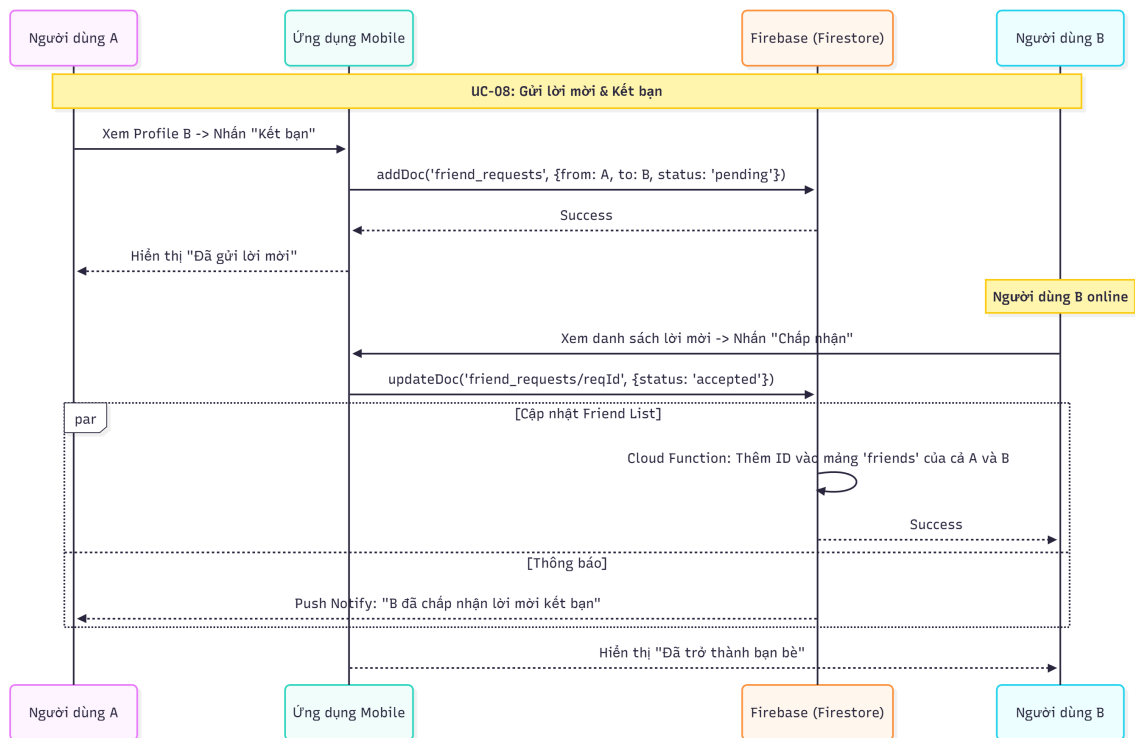 Người dùng A
Ứng dụng Mobile
Firebase (Firestore)
Người dùng B
UC-08: Gửi lời mời & Kết bạn
Xem Profile B -> Nhấn "Kết bạn"
addDoc('friend_requests', {from: A, to: B, status: 'pending'})
Success
Hiển thị "Đã gửi lời mời"
Người dùng B online
Xem danh sách lời mời -> Nhấn "Chấp nhận"
updateDoc('friend_requests/reqId', {status: 'accepted'})
par
[Cập nhật Friend List]
Cloud Function: Thêm ID vào mảng 'friends' của cả A và B
Success
[Thông báo]
Push Notify: "B đã chấp nhận lời mời kết bạn"
Hiển thị "Đã trở thành bạn bè"
Người dùng A
Ứng dụng Mobile
Firebase (Firestore)
Người dùng B